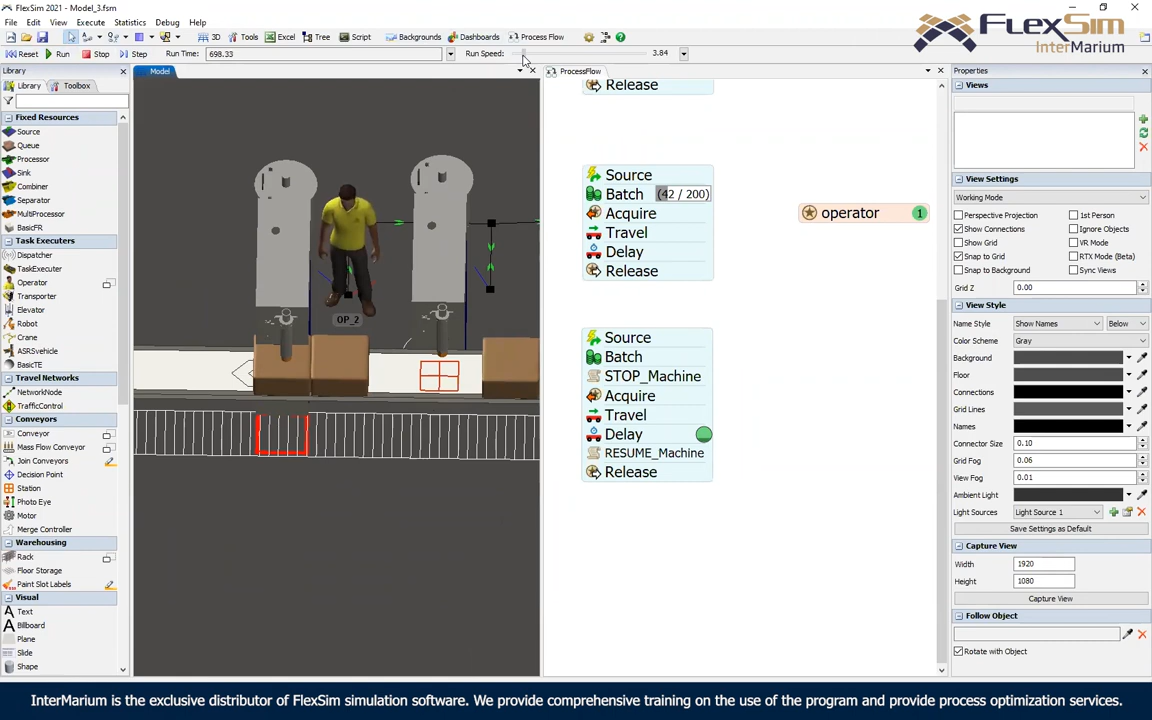 FlexSim 2021 - Model_3.fsm
File Edit View Execute Statistics Debug Help
3D Tools Excel Tree Script Backgrounds Dashboards Process Flow
Reset Run Stop Step Run Time: 698.33 Run Speed: 3.84
FLEXSIM
InterMarium
Library
Library Toolbox
Fixed Resources
Source
Queue
Processor
Sink
Combiner
Separator
MultiProcessor
BasicFR
Task Executers
Dispatcher
TaskExecuter
Operator
Transporter
Elevator
Robot
Crane
ASRSvehicle
BasicTE
Travel Networks
NetworkNode
TrafficControl
Conveyors
Conveyor
Mass Flow Conveyor
Join Conveyors
Decision Point
Station
Photo Eye
Motor
Merge Controller
Warehousing
Rack
Floor Storage
Paint Slot Labels
Visual
Text
Billboard
Plane
Slide
Shape
Model
OP_2
ProcessFlow
Release
Source
Batch (42 / 200)
Acquire
Travel
Delay
Release
operator 1
Source
Batch
STOP_Machine
Acquire
Travel
Delay
RESUME_Machine
Release
Properties
Views
View Settings
Working Mode
Perspective Projection 1st Person
Show Connections Ignore Objects
Show Grid VR Mode
Snap to Grid RTX Mode (Beta)
Snap to Background Sync Views
Grid Z 0.00
View Style
Name Style Show Names Below
Color Scheme Gray
Background
Floor
Connections
Grid Lines
Names
Connector Size 0.10
Grid Fog 0.06
View Fog 0.01
Ambient Light
Light Sources Light Source 1
Save Settings as Default
Capture View
Width 1920
Height 1080
Capture View
Follow Object
Rotate with Object
InterMarium is the exclusive distributor of FlexSim simulation software. We provide comprehensive training on the use of the program and provide process optimization services.